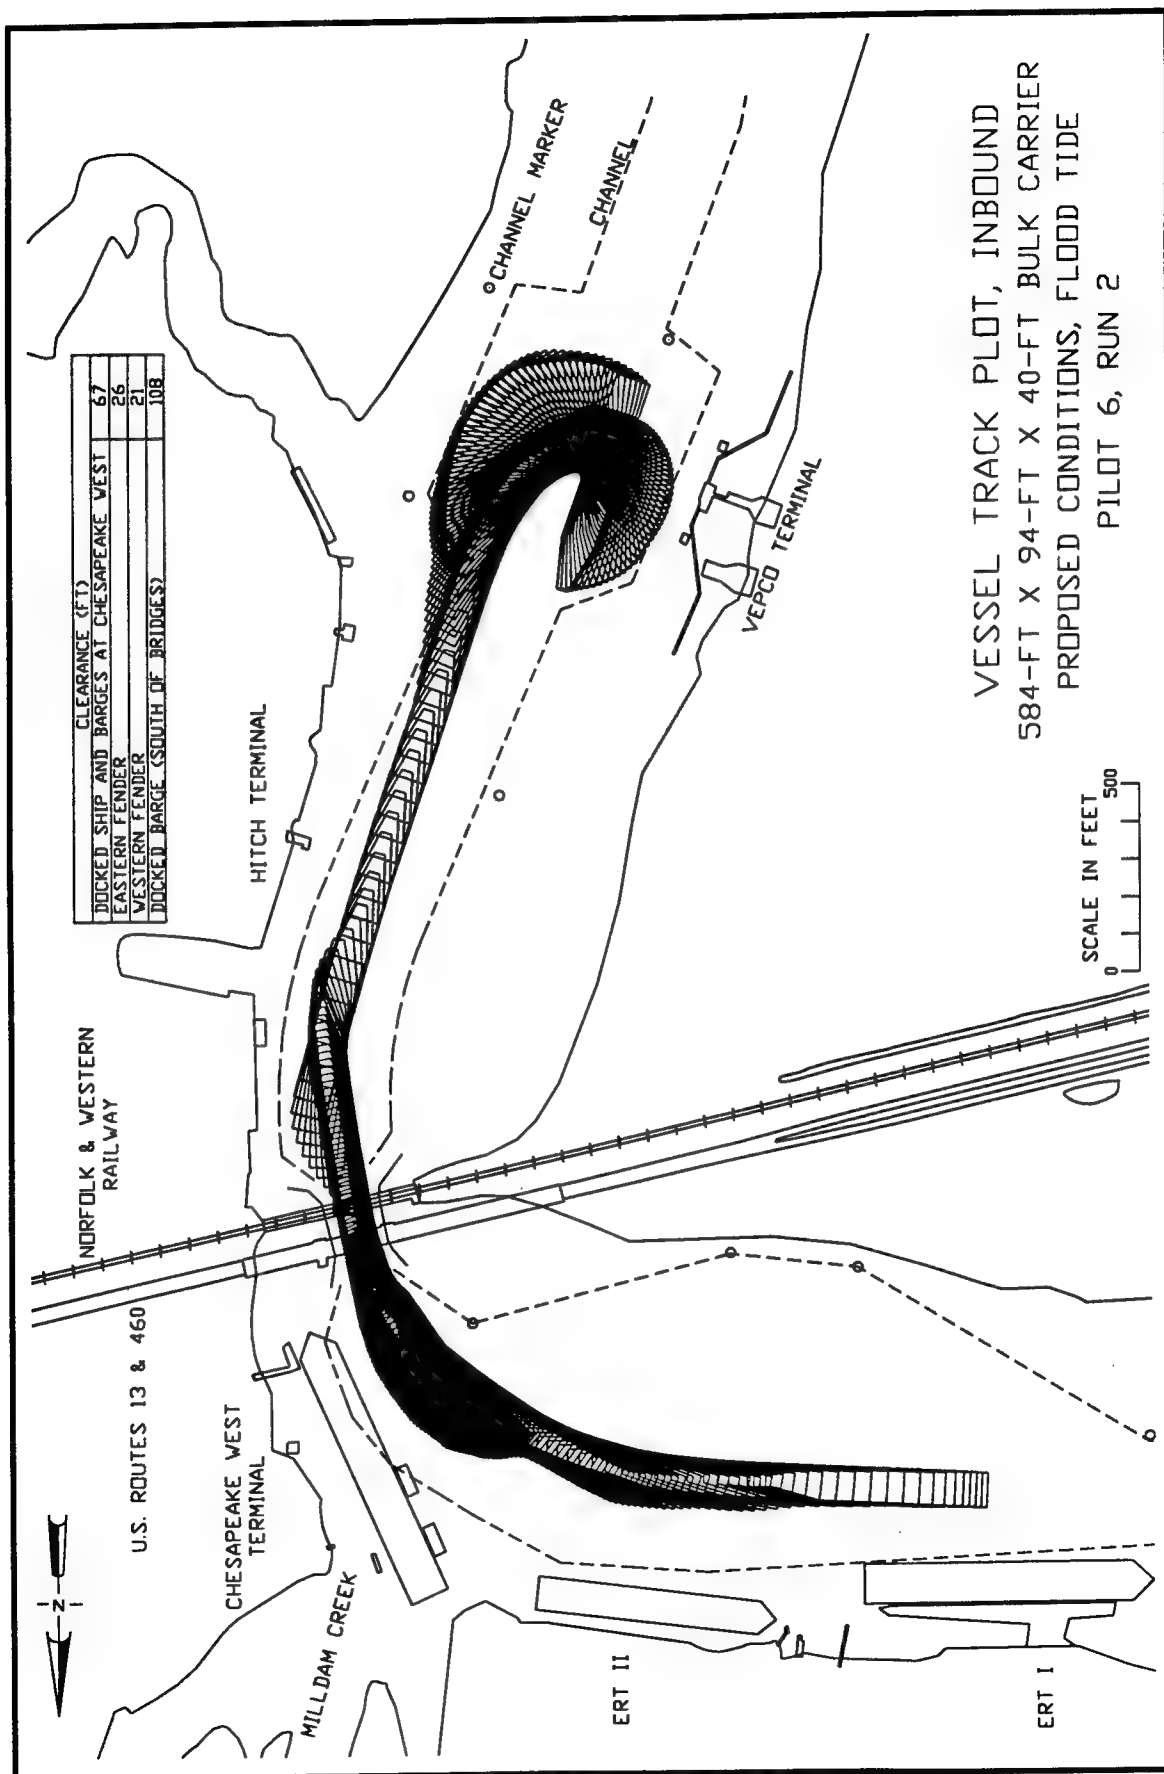 CLEARANCE (FT)
DOCKED SHIP AND BARGES AT CHESAPEAKE WEST 67
EASTERN FENDER 26
WESTERN FENDER 21
DOCKED BARGE (SOUTH OF BRIDGES) 108
N
U.S. ROUTES 13 & 460
NORFOLK & WESTERN
RAILWAY
HITCH TERMINAL
CHANNEL MARKER
CHANNEL
CHESAPEAKE WEST
TERMINAL
MILLDAM CREEK
VEPCO TERMINAL
ERT II
ERT I
SCALE IN FEET
0 500
VESSEL TRACK PLOT, INBOUND
584-FT X 94-FT X 40-FT BULK CARRIER
PROPOSED CONDITIONS, FLOOD TIDE
PILOT 6, RUN 2